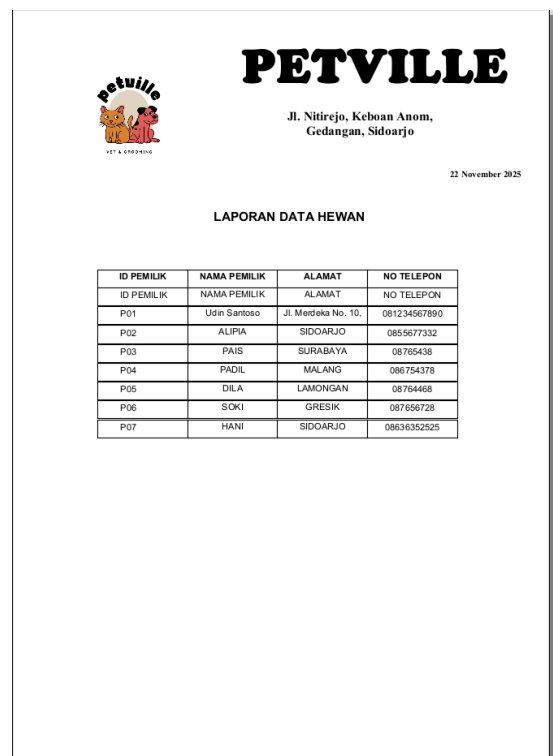 PETVILLE
petville
VET & GROOMING
Jl. Nitirejo, Keboan Anom,
Gedangan, Sidoarjo
22 November 2025
LAPORAN DATA HEWAN
ID PEMILIK NAMA PEMILIK ALAMAT NO TELEPON
ID PEMILIK NAMA PEMILIK ALAMAT NO TELEPON
P01 Udin Santoso Jl. Merdeka No. 10, 081234567890
P02 ALIPIA SIDOARJO 0855677332
P03 PAIS SURABAYA 08765438
P04 PADIL MALANG 086754378
P05 DILA LAMONGAN 08764468
P06 SOKI GRESIK 087656728
P07 HANI SIDOARJO 08636352525